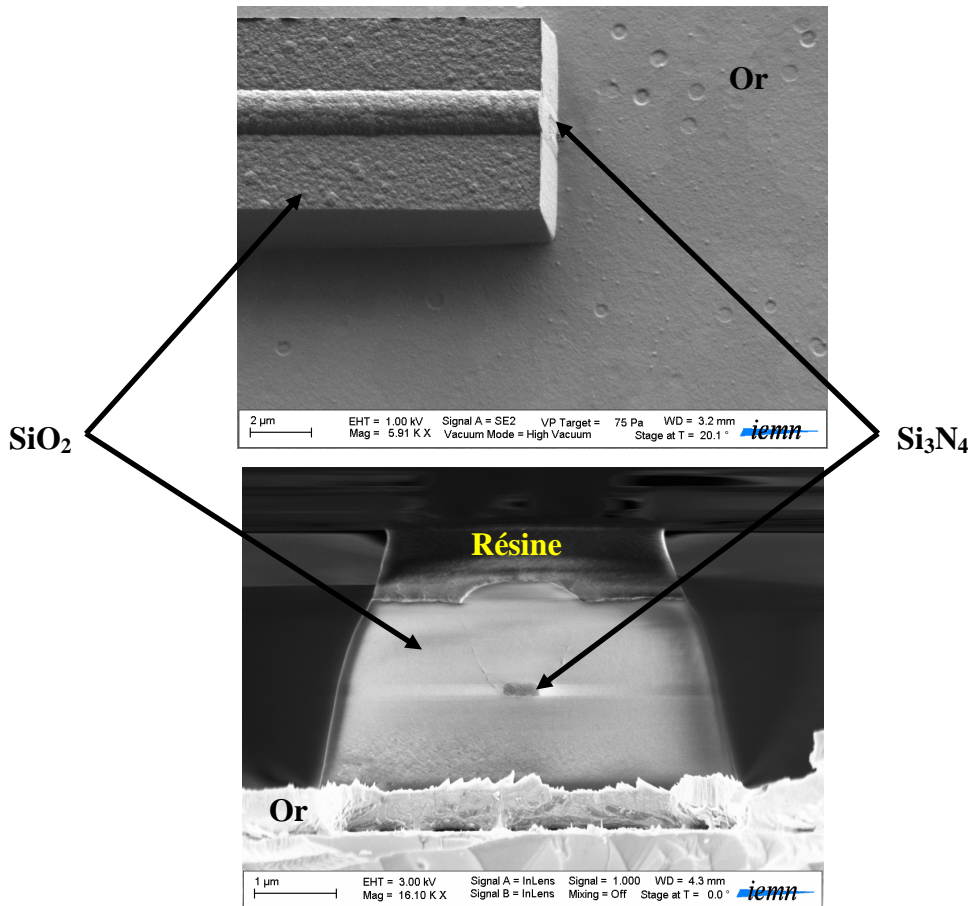 Or
2 µm
EHT = 1.00 kV Signal A = SE2 VP Target = 75 Pa WD = 3.2 mm
Mag = 5.91 K X Vacuum Mode = High Vacuum Stage at T = 20.1 °
iemn
SiO2
Si3N4
Résine
Or
1 µm
EHT = 3.00 kV Signal A = InLens Signal = 1.000 WD = 4.3 mm
Mag = 16.10 K X Signal B = InLens Mixing = Off Stage at T = 0.0 °
iemn